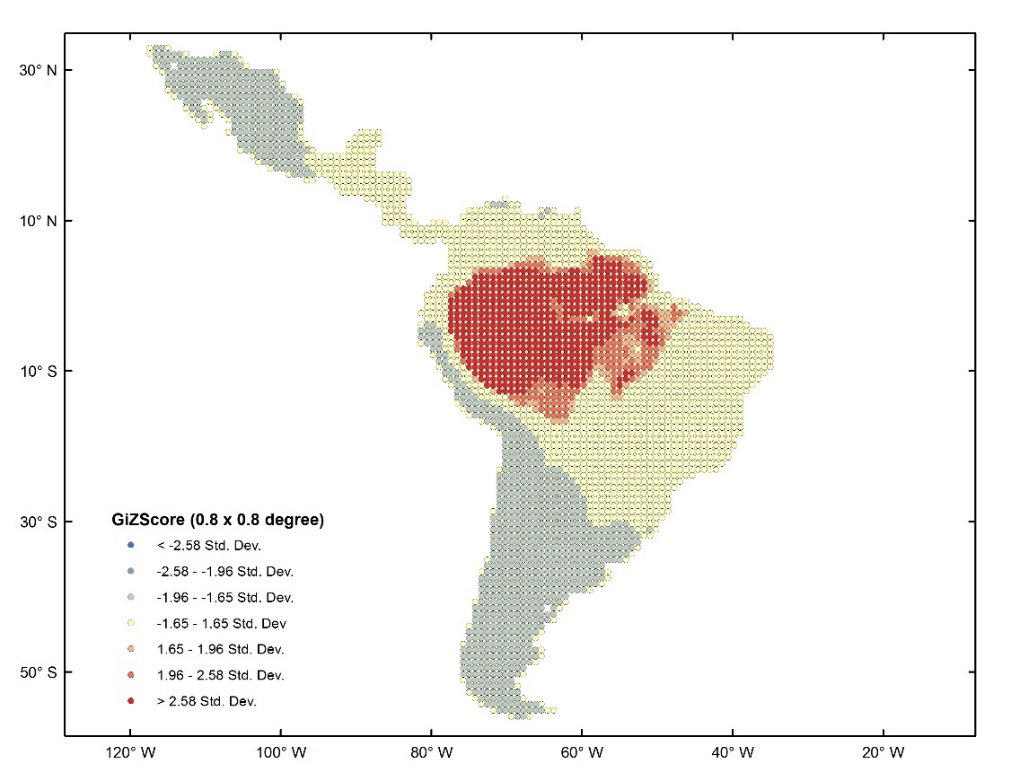 30° N
10° N
10° S
30° S
50° S
GiZScore (0.8 x 0.8 degree)
< -2.58 Std. Dev.
-2.58 - -1.96 Std. Dev.
-1.96 - -1.65 Std. Dev.
-1.65 - 1.65 Std. Dev
1.65 - 1.96 Std. Dev.
1.96 - 2.58 Std. Dev.
> 2.58 Std. Dev.
120° W 100° W 80° W 60° W 40° W 20° W